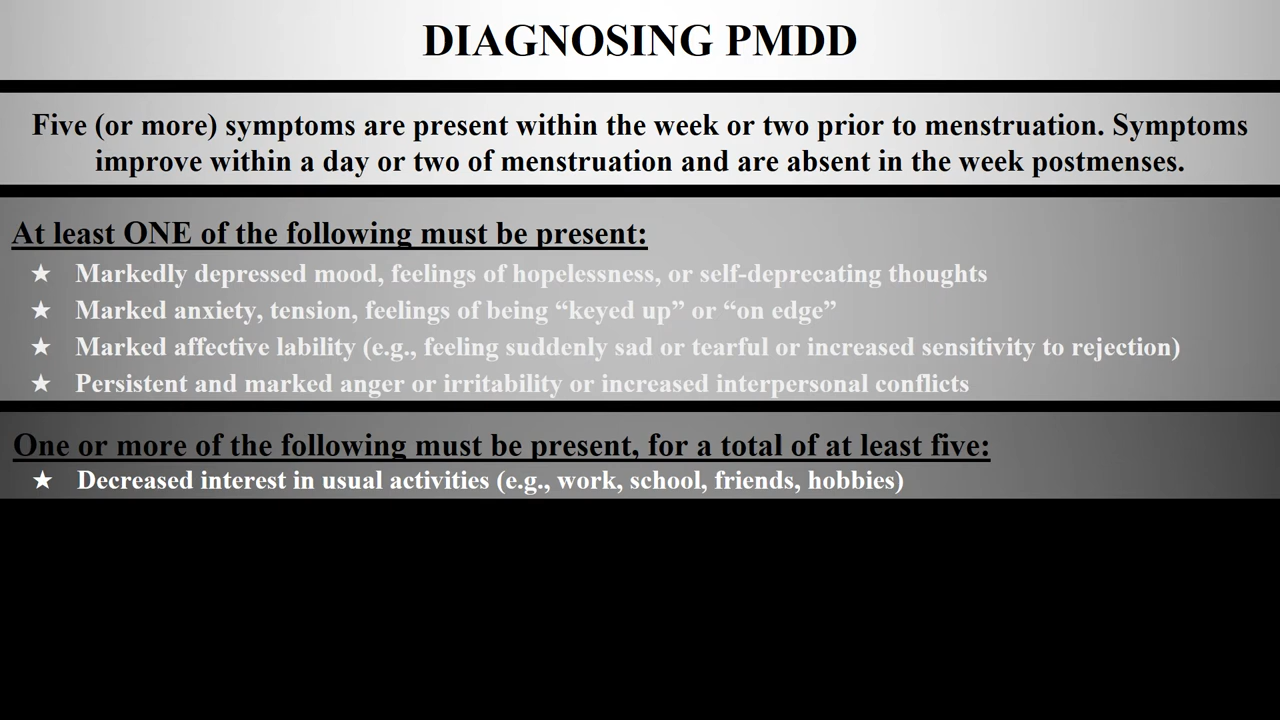 DIAGNOSING PMDD
Five (or more) symptoms are present within the week or two prior to menstruation. Symptoms
improve within a day or two of menstruation and are absent in the week postmenses.
At least ONE of the following must be present:
★ Markedly depressed mood, feelings of hopelessness, or self-deprecating thoughts
★ Marked anxiety, tension, feelings of being “keyed up” or “on edge”
★ Marked affective lability (e.g., feeling suddenly sad or tearful or increased sensitivity to rejection)
★ Persistent and marked anger or irritability or increased interpersonal conflicts
One or more of the following must be present, for a total of at least five:
★ Decreased interest in usual activities (e.g., work, school, friends, hobbies)